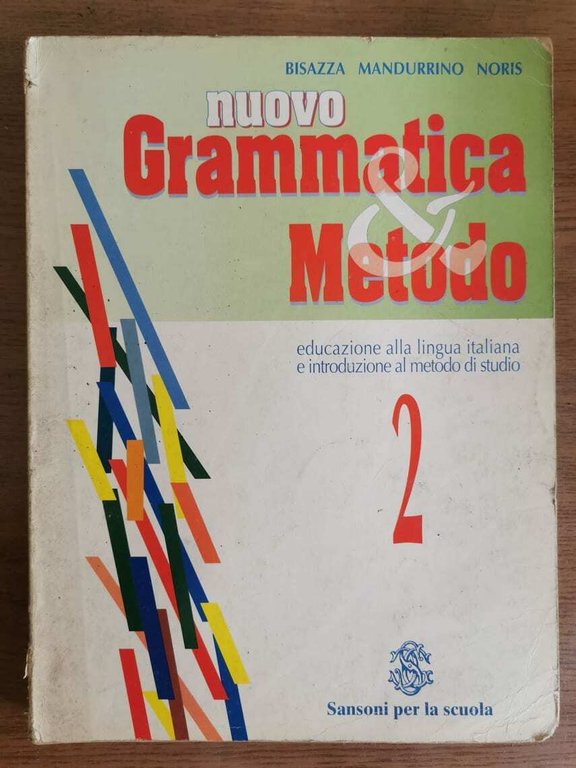 BISAZZA MANDURRINO NORIS
nuovo
Grammatica
&
Metodo
educazione alla lingua italiana
e introduzione al metodo di studio
2
Sansoni per la scuola